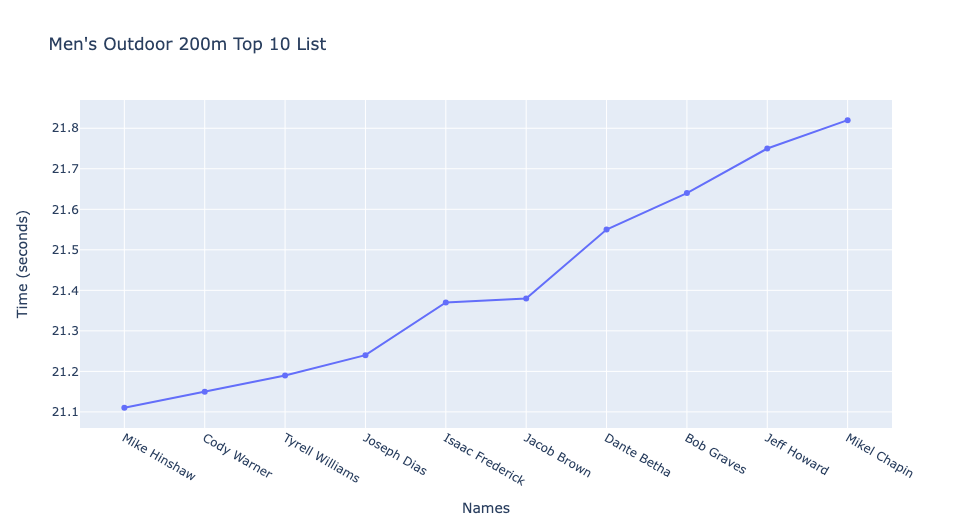 Men's Outdoor 200m Top 10 List
Time (seconds)
21.8
21.7
21.6
21.5
21.4
21.3
21.2
21.1
Mike Hinshaw
Cody Warner
Tyrell Williams
Joseph Dias
Isaac Frederick
Jacob Brown
Dante Betha
Bob Graves
Jeff Howard
Mikel Chapin
Names